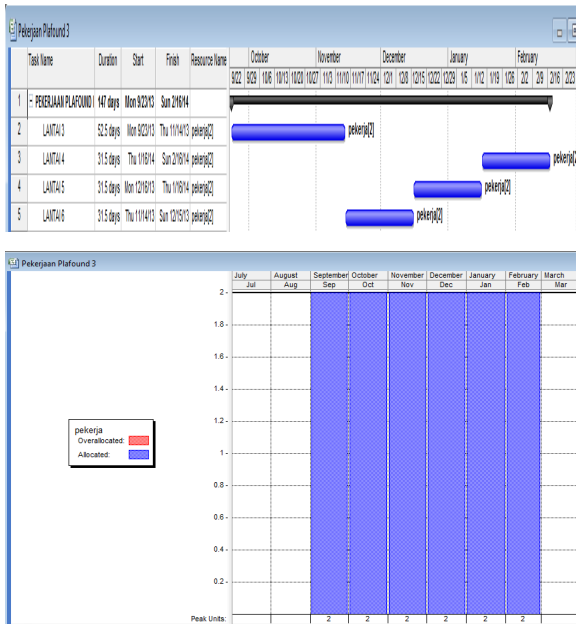 Pekerjaan Plafound 3
Task Name Duration Start Finish Resource Name October November December January February
9/22 9/29 10/6 10/13 10/20 10/27 11/3 11/10 11/17 11/24 12/1 12/8 12/15 12/22 12/29 1/5 1/12 1/19 1/26 2/2 2/9 2/16 2/23
1 PEKERJAAN PLAFOUND 147 days Mon 9/23/13 Sun 2/16/14
2 LANTAI 3 52.5 days Mon 9/23/13 Thu 11/14/13 pekerja[2] pekerja[2]
3 LANTAI 4 31.5 days Thu 1/16/14 Sun 2/16/14 pekerja[2] pekerja[2
4 LANTAI 5 31.5 days Mon 12/16/13 Thu 1/16/14 pekerja[2] pekerja[2]
5 LANTAI 6 31.5 days Thu 11/14/13 Sun 12/15/13 pekerja[2] pekerja[2]
Pekerjaan Plafound 3
July August September October November December January February March
Jul Aug Sep Oct Nov Dec Jan Feb Mar
2
1.8
1.6
1.4
1.2
1
0.8
0.6
0.4
0.2
pekerja
Overallocated:
Allocated:
Peak Units: 2 2 2 2 2 2